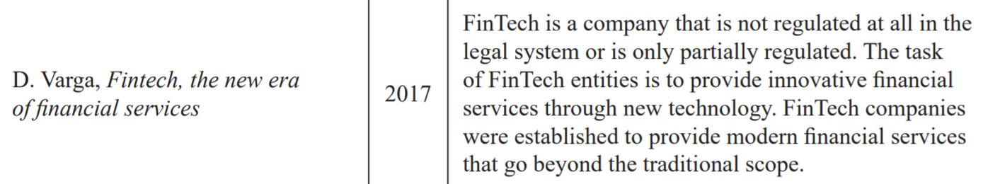 D. Varga, Fintech, the new era
of financial services
2017
FinTech is a company that is not regulated at all in the
legal system or is only partially regulated. The task
of FinTech entities is to provide innovative financial
services through new technology. FinTech companies
were established to provide modern financial services
that go beyond the traditional scope.